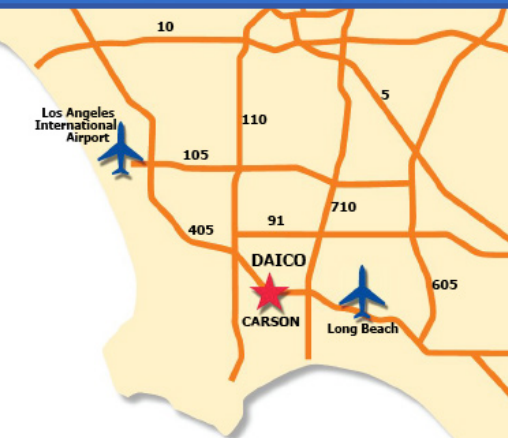 10
Los Angeles
International
Airport
5
110
105
710
91
405
DAICO
605
CARSON
Long Beach